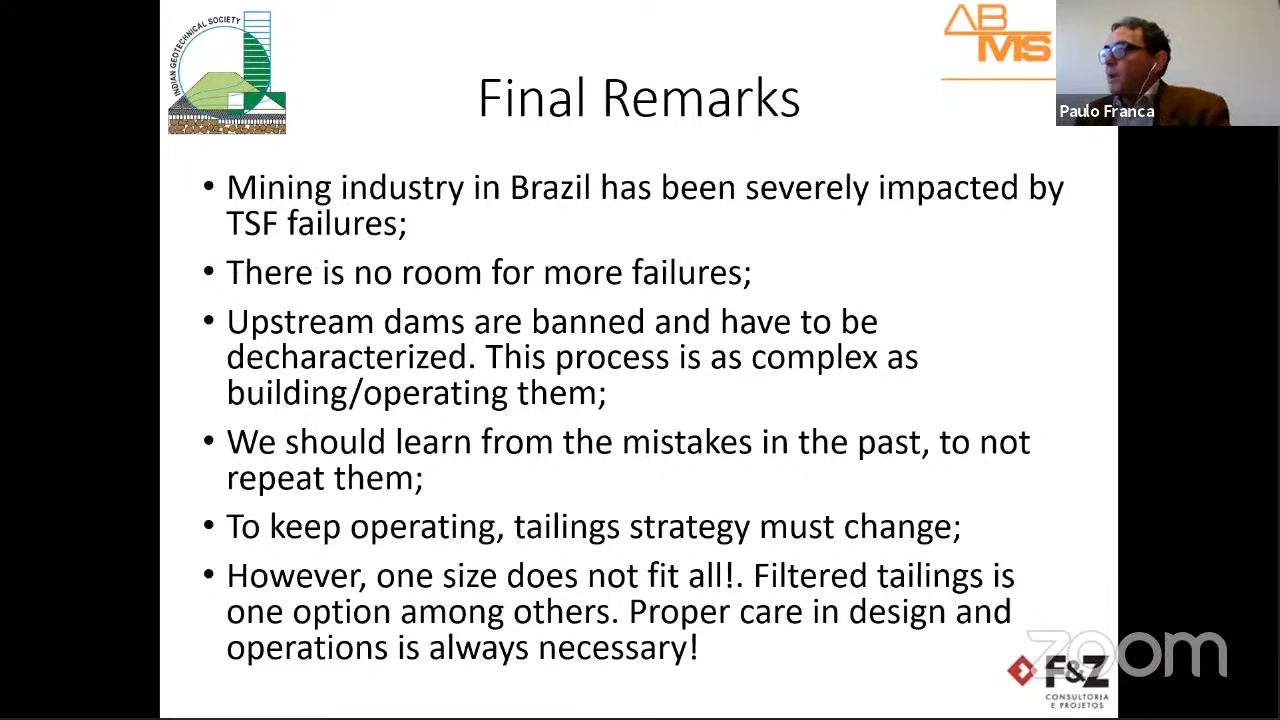 INDIAN GEOTECHNICAL SOCIETY
ABMS
Paulo Franca
Final Remarks
• Mining industry in Brazil has been severely impacted by
TSF failures;
• There is no room for more failures;
• Upstream dams are banned and have to be
decharacterized. This process is as complex as
building/operating them;
• We should learn from the mistakes in the past, to not
repeat them;
• To keep operating, tailings strategy must change;
• However, one size does not fit all!. Filtered tailings is
one option among others. Proper care in design and
operations is always necessary!
zoom
F&Z
CONSULTORIA
E PROJETOS